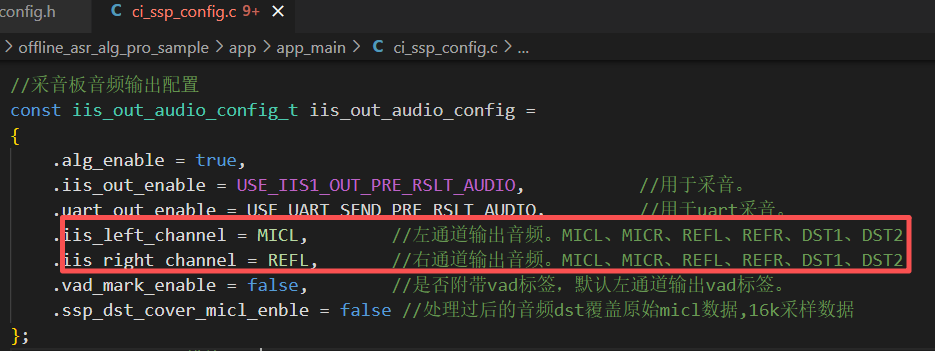 config.h
C ci_ssp_config.c 9+ ×
> offline_asr_alg_pro_sample > app > app_main > C ci_ssp_config.c > ...
//采音板音频输出配置
const iis_out_audio_config_t iis_out_audio_config =
{
.alg_enable = true,
.iis_out_enable = USE_IIS1_OUT_PRE_RSLT_AUDIO, //用于采音。
.uart_out_enable = USE_UART_SEND_PRE_RSLT_AUDIO, //用于uart采音。
.iis_left_channel = MICL, //左通道输出音频。MICL、MICR、REFL、REFR、DST1、DST2
.iis_right_channel = REFL, //右通道输出音频。MICL、MICR、REFL、REFR、DST1、DST2
.vad_mark_enable = false, //是否附带vad标签，默认左通道输出vad标签。
.ssp_dst_cover_micl_enble = false //处理过后的音频dst覆盖原始micl数据,16k采样数据
};